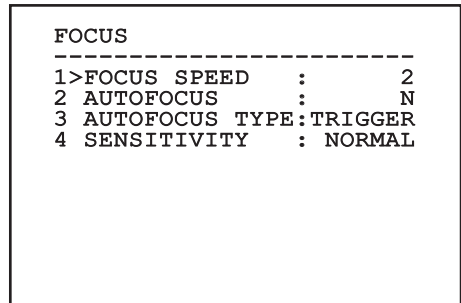 FOCUS
------------------------
1>FOCUS SPEED   :      2
2 AUTOFOCUS     :      N
3 AUTOFOCUS TYPE:TRIGGER
4 SENSITIVITY   : NORMAL